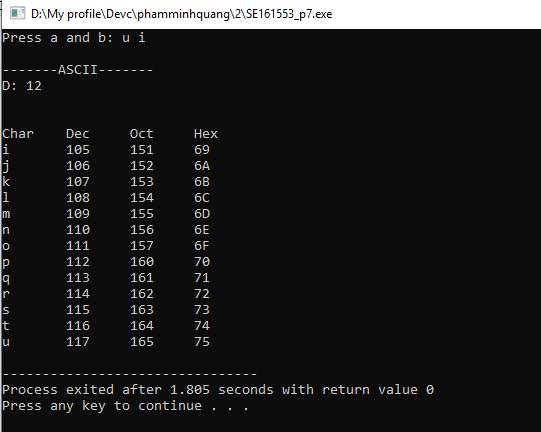 D:\My profile\Devc\phamminhquang\2\SE161553_p7.exe
Press a and b: u i
-------ASCII-------
D: 12
Char    Dec     Oct     Hex
i       105     151     69
j       106     152     6A
k       107     153     6B
l       108     154     6C
m       109     155     6D
n       110     156     6E
o       111     157     6F
p       112     160     70
q       113     161     71
r       114     162     72
s       115     163     73
t       116     164     74
u       117     165     75
--------------------------------
Process exited after 1.805 seconds with return value 0
Press any key to continue . . .